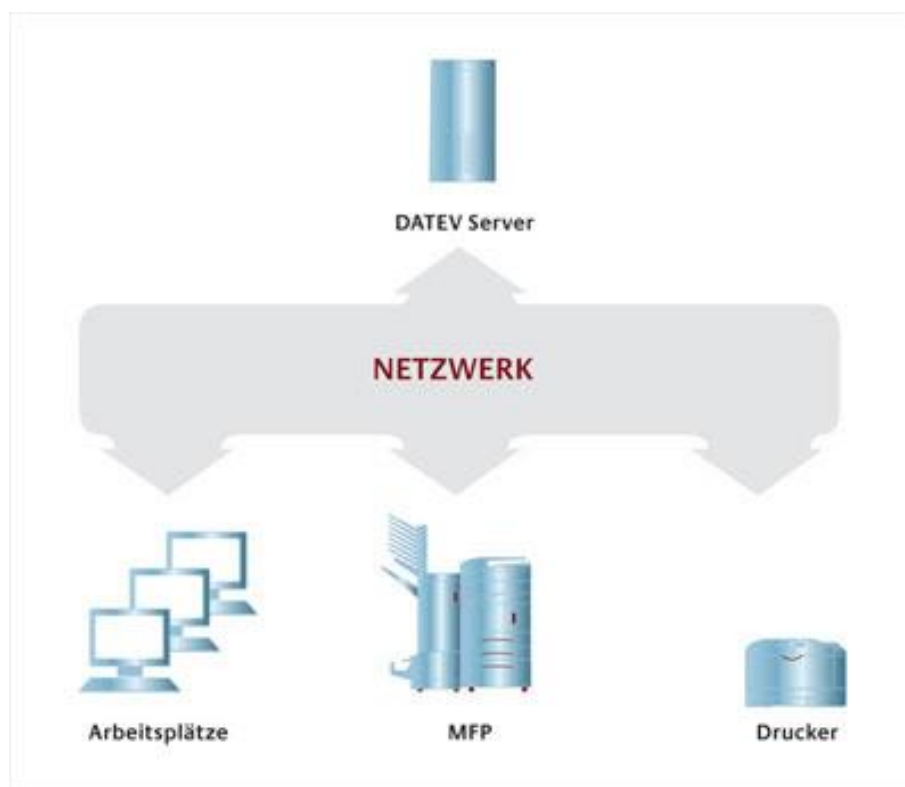 DATEV Server
NETZWERK
Arbeitsplätze
MFP
Drucker